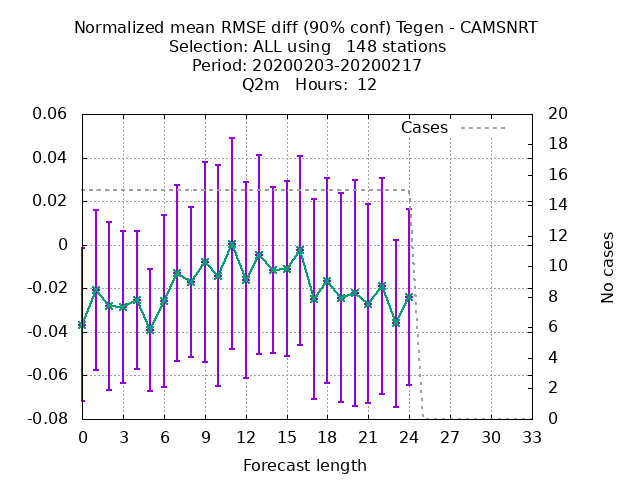 Normalized mean RMSE diff (90% conf) Tegen - CAMSNRT
Selection: ALL using   148 stations
Period: 20200203-20200217
Q2m   Hours:  12
Cases
0.06
0.04
0.02
0
-0.02
-0.04
-0.06
-0.08
20
18
16
14
12
10
8
6
4
2
0
No cases
0 3 6 9 12 15 18 21 24 27 30 33
Forecast length